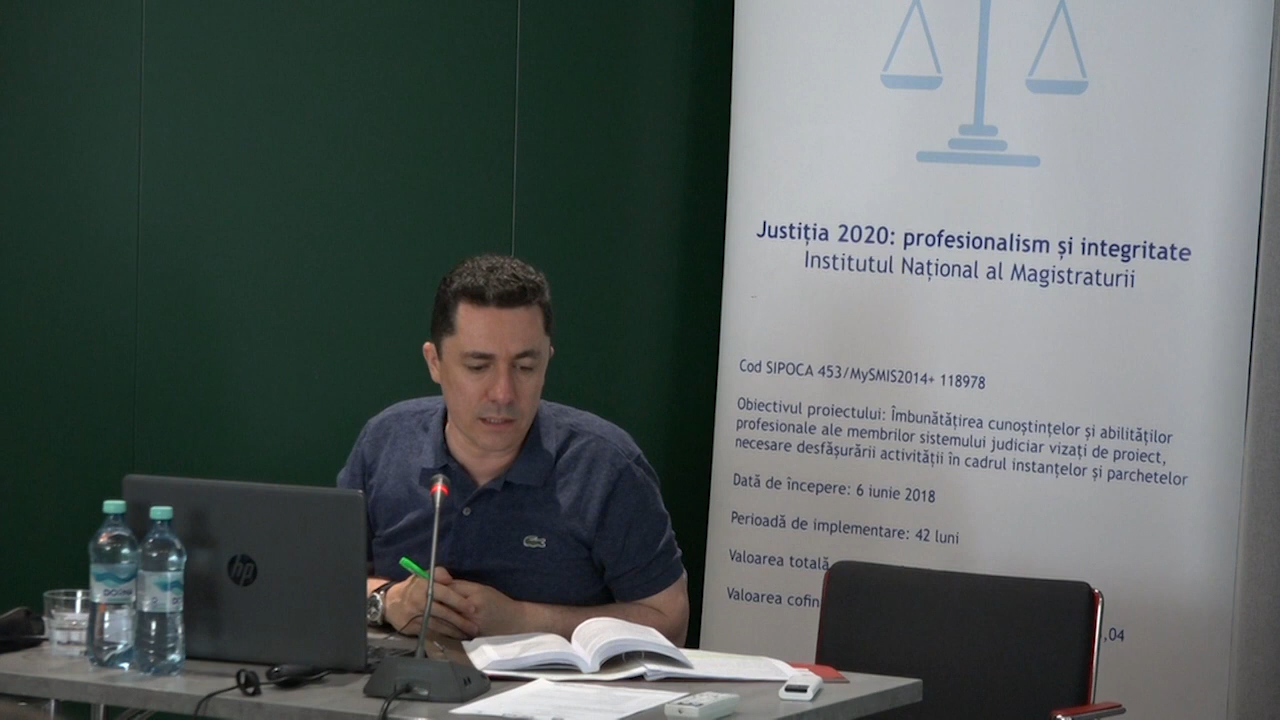 Justiția 2020: profesionalism și integritate
Institutul Național al Magistraturii
Cod SIPOCA 453/MySMIS2014+ 118978
Obiectivul proiectului: Îmbunătățirea cunoștințelor și abilităților
profesionale ale membrilor sistemului judiciar vizați de proiect,
necesare desfășurării activității în cadrul instanțelor și parchetelor
Dată de începere: 6 iunie 2018
Perioadă de implementare: 42 luni
Valoarea totală
Valoarea
,04
hp
DORNA